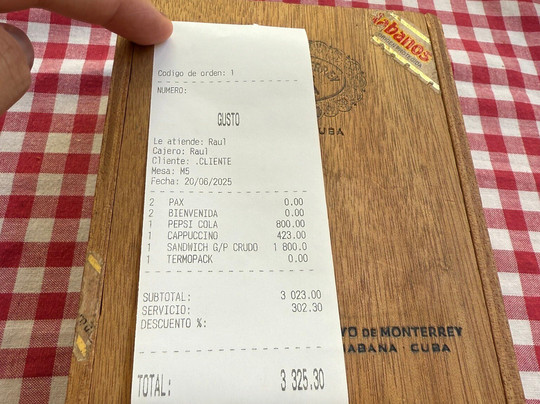 Codigo de orden: 1
NUMERO:
GUSTO
Le atiende: Raul
Cajero: Raul
Cliente: .CLIENTE
Mesa: M5
Fecha: 20/06/2025
2 PAX 0.00
2 BIENVENIDA 0.00
1 PEPSI COLA 800.00
1 CAPPUCCINO 423.00
1 SANDWICH G/P CRUDO 1 800.0
1 TERMOPACK 0.00
SUBTOTAL: 3 023.00
SERVICIO: 302.30
DESCUENTO %:
TOTAL: 3 325.30
abanos
CUBA
YO DE MONTERREY
HABANA · CUBA